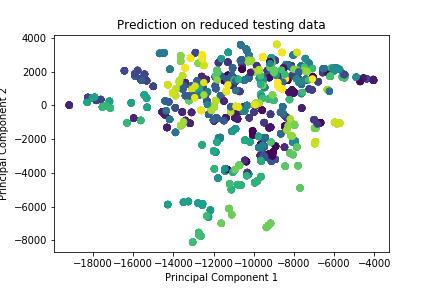 Prediction on reduced testing data
Principal Component 2
4000
2000
0
−2000
−4000
−6000
−8000
−18000 −16000 −14000 −12000 −10000 −8000 −6000 −4000
Principal Component 1